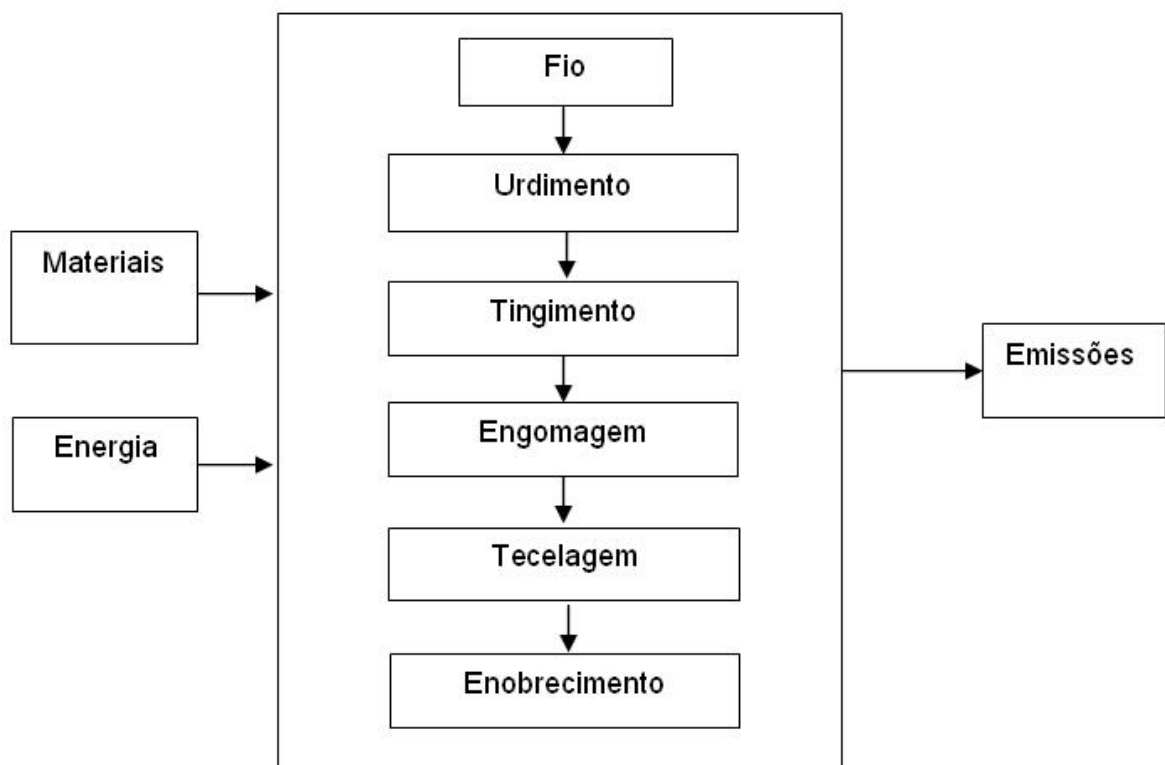 Fio
Urdimento
Materiais
Tingimento
Emissões
Engomagem
Energia
Tecelagem
Enobrecimento